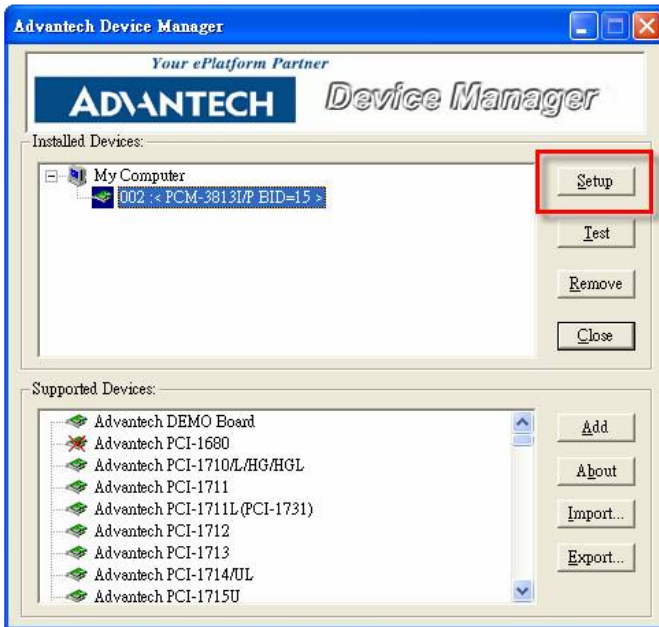 Advantech Device Manager
Your ePlatform Partner
ADVANTECH Device Manager
Installed Devices:
My Computer
002 :< PCM-3813I/P BID=15 >
Setup
Test
Remove
Close
Supported Devices:
Advantech DEMO Board
Advantech PCI-1680
Advantech PCI-1710/L/HG/HGL
Advantech PCI-1711
Advantech PCI-1711L(PCI-1731)
Advantech PCI-1712
Advantech PCI-1713
Advantech PCI-1714/UL
Advantech PCI-1715U
Add
About
Import...
Export...